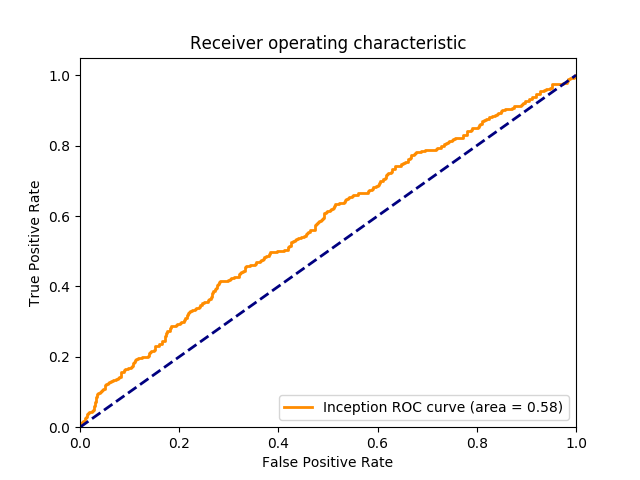 Receiver operating characteristic
1.0
0.8
0.6
0.4
0.2
0.0
True Positive Rate
Inception ROC curve (area = 0.58)
0.0 0.2 0.4 0.6 0.8 1.0
False Positive Rate